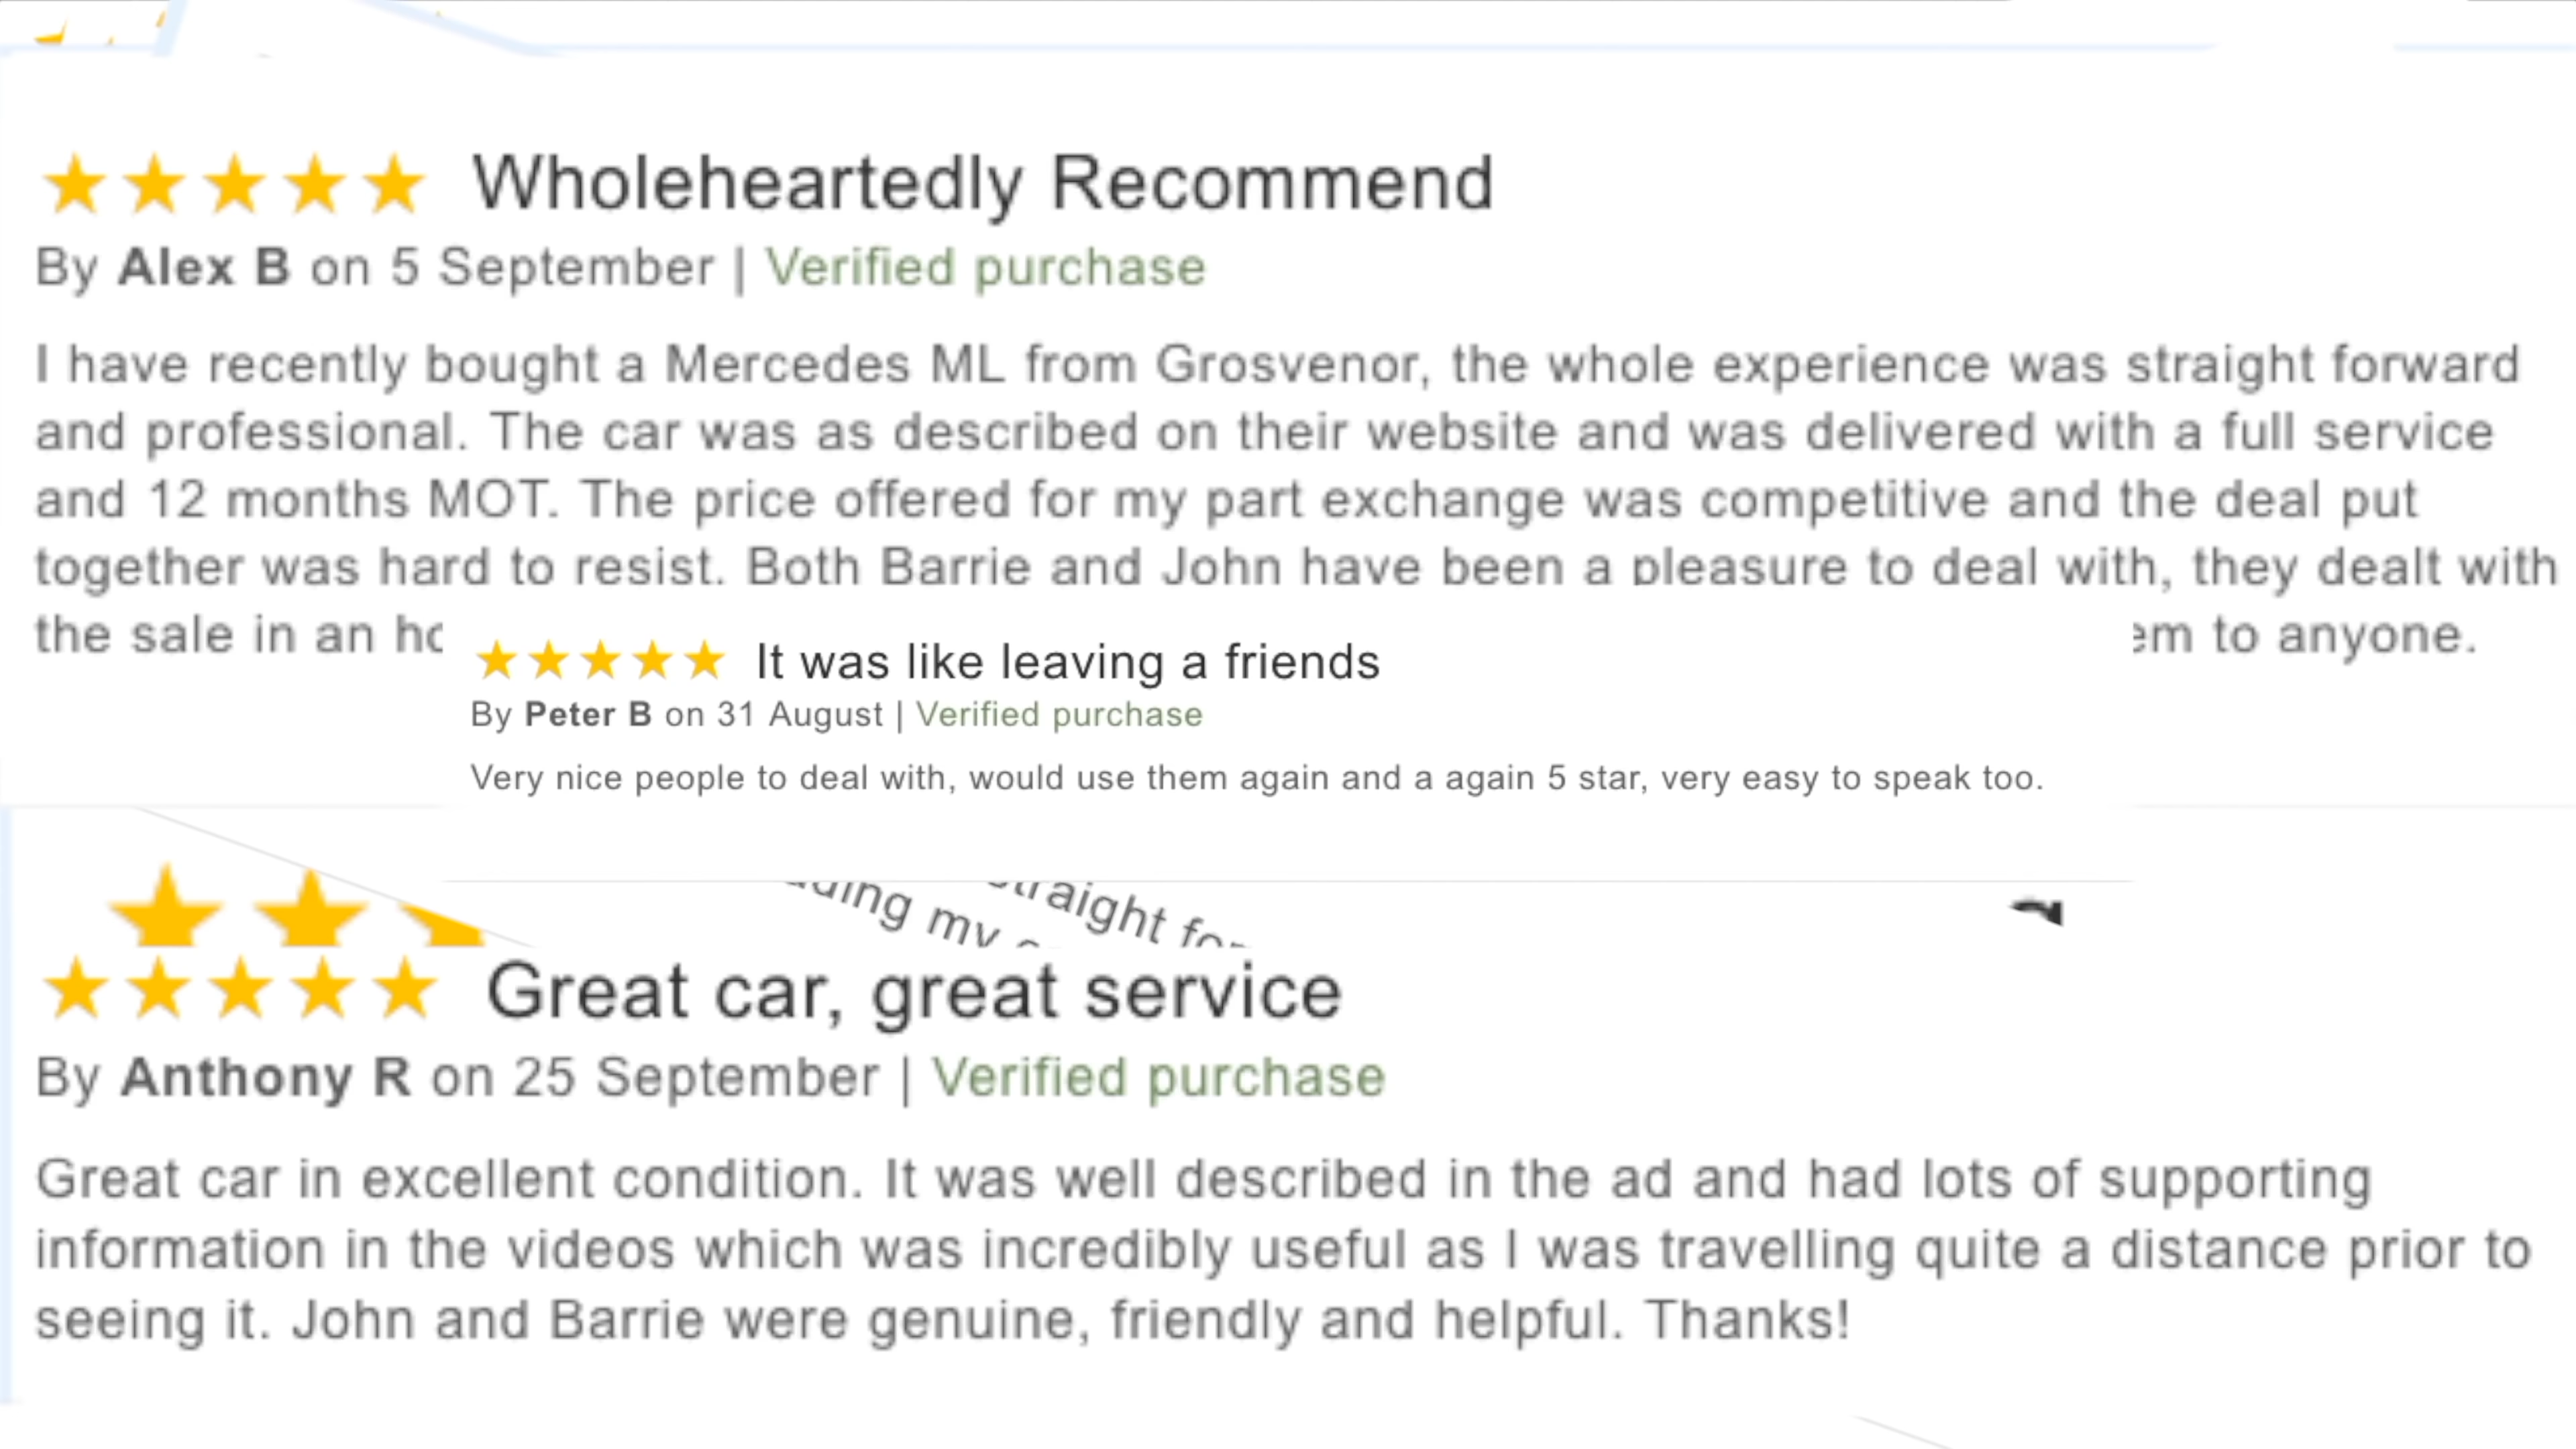 Wholeheartedly Recommend
By Alex B on 5 September | Verified purchase
I have recently bought a Mercedes ML from Grosvenor, the whole experience was straight forward
and professional. The car was as described on their website and was delivered with a full service
and 12 months MOT. The price offered for my part exchange was competitive and the deal put
together was hard to resist. Both Barrie and John have been a pleasure to deal with, they dealt with
the sale in an
to anyone.
It was like leaving a friends
By Peter B on 31 August | Verified purchase
Very nice people to deal with, would use them again and a again 5 star, very easy to speak too.
my
straight
Great car, great service
By Anthony R on 25 September | Verified purchase
Great car in excellent condition. It was well described in the ad and had lots of supporting
information in the videos which was incredibly useful as I was travelling quite a distance prior to
seeing it. John and Barrie were genuine, friendly and helpful. Thanks!